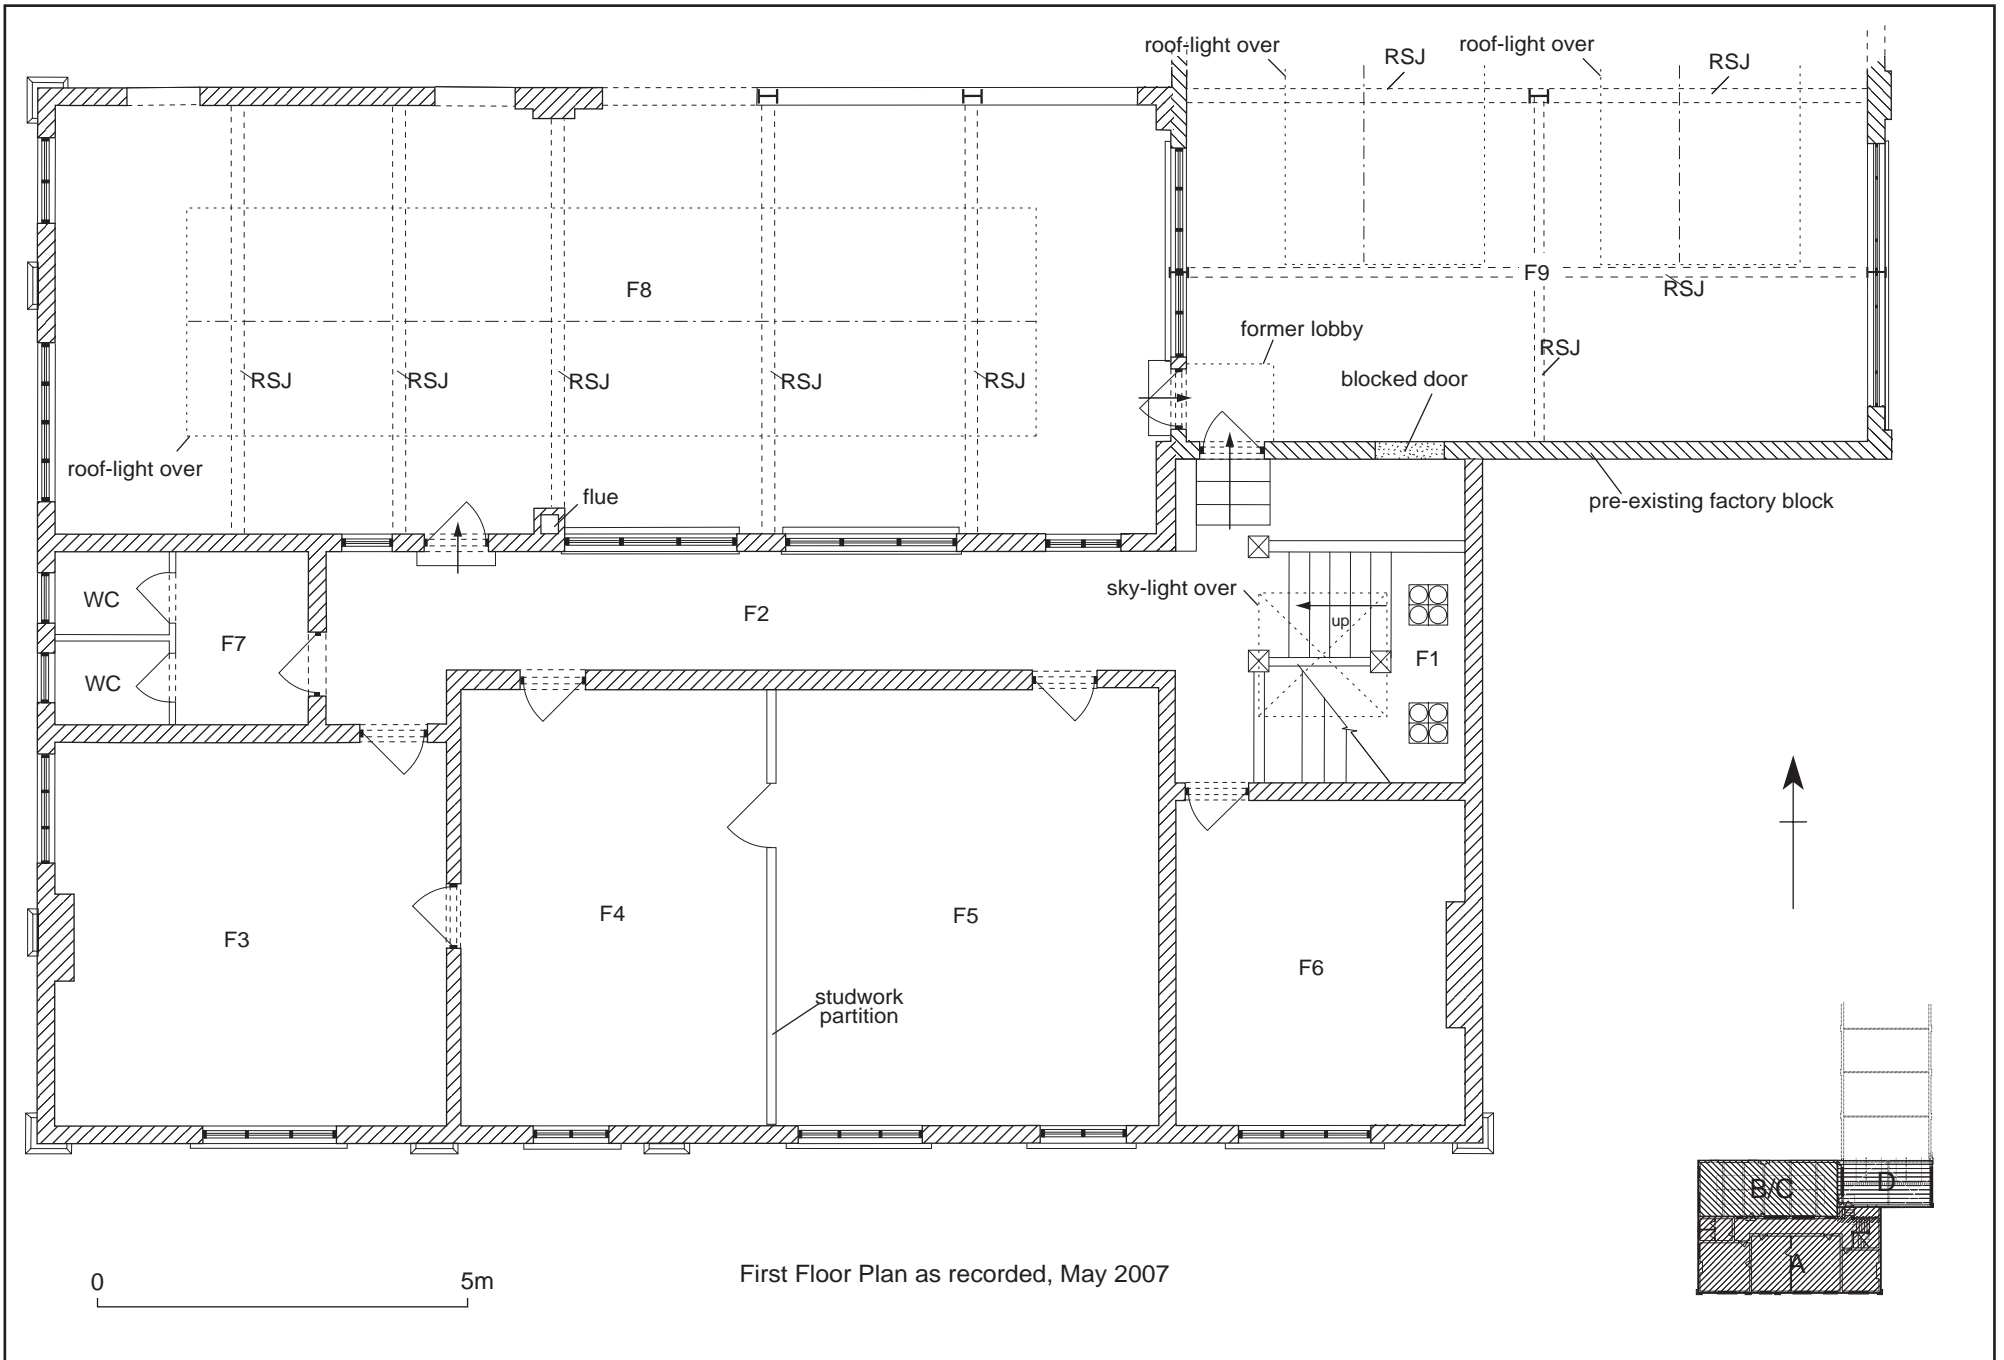 roof-light over
RSJ
roof-light over
RSJ
RSJ
F9
RSJ
RSJ
F8
former lobby
blocked door
RSJ
RSJ
RSJ
RSJ
RSJ
roof-light over
flue
pre-existing factory block
WC
F7
WC
F2
sky-light over
up
F1
F3
F4
F5
F6
studwork
partition
B/C
D
A
0
5m
First Floor Plan as recorded, May 2007